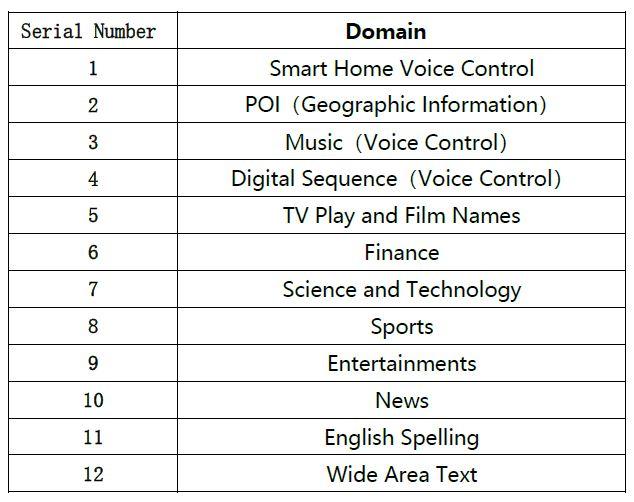 Serial Number Domain
1 Smart Home Voice Control
2 POI（Geographic Information）
3 Music（Voice Control）
4 Digital Sequence（Voice Control）
5 TV Play and Film Names
6 Finance
7 Science and Technology
8 Sports
9 Entertainments
10 News
11 English Spelling
12 Wide Area Text